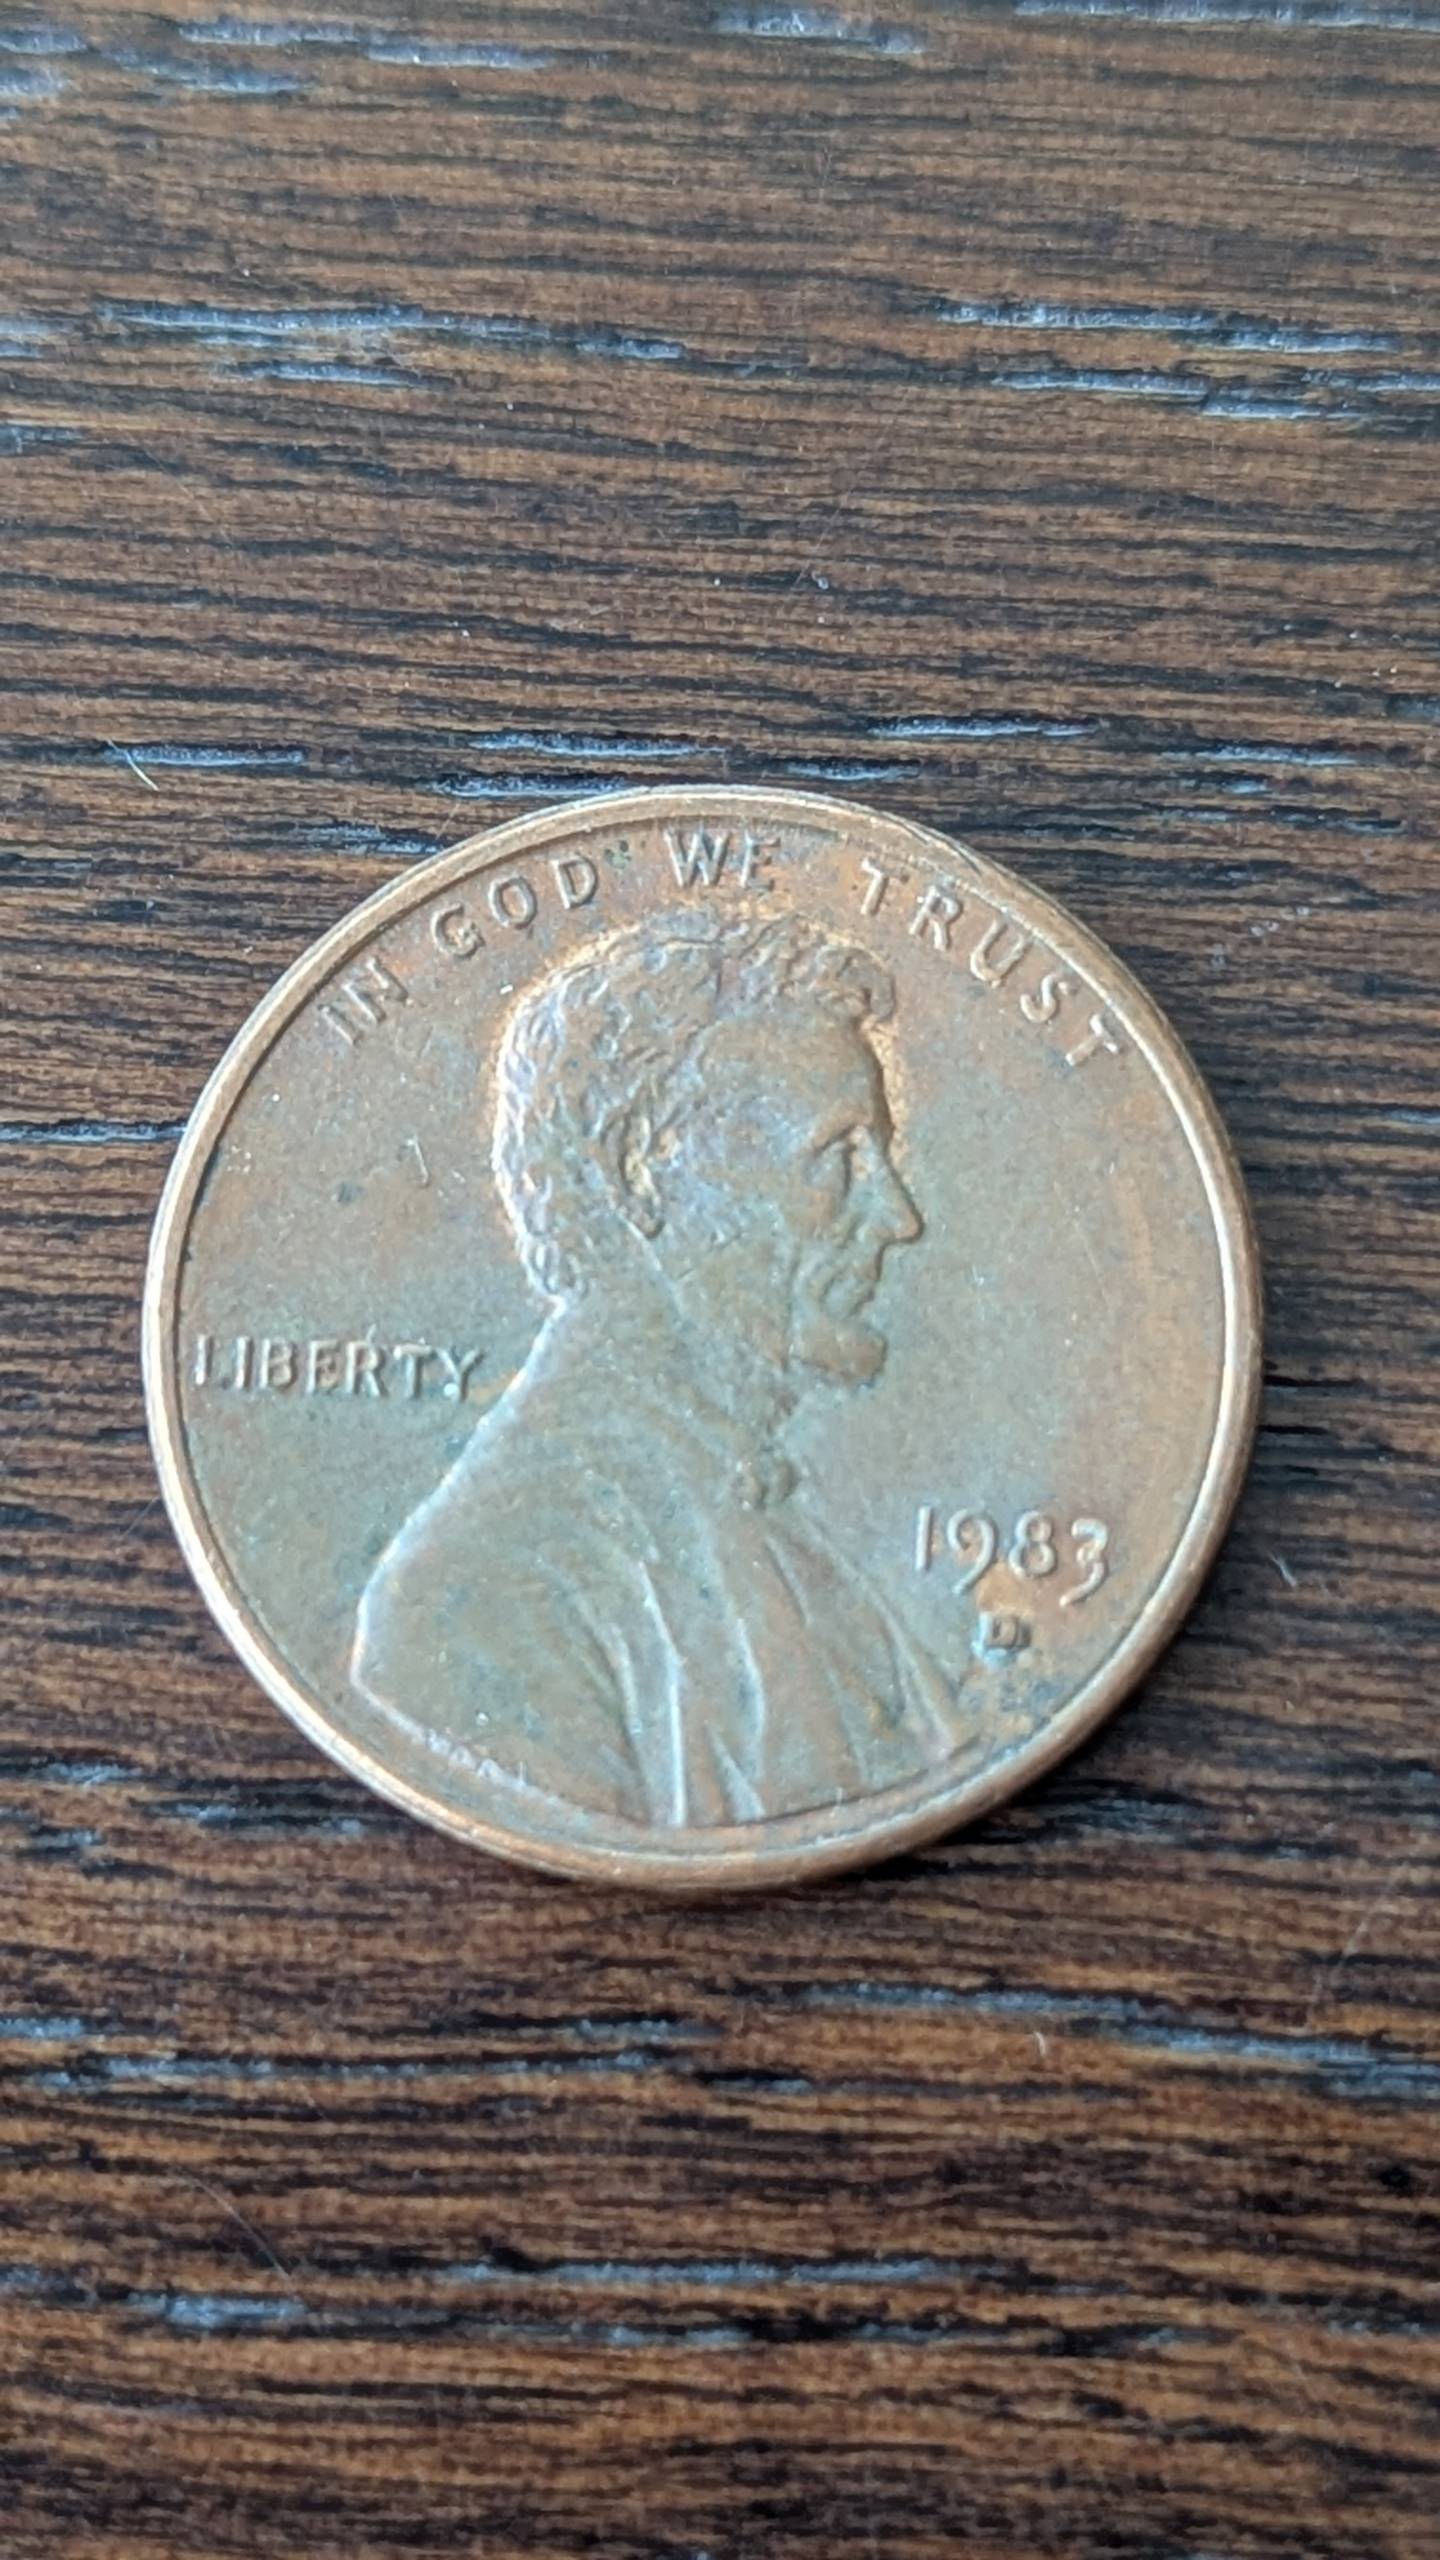 IN GOD WE TRUST
LIBERTY
1983
D